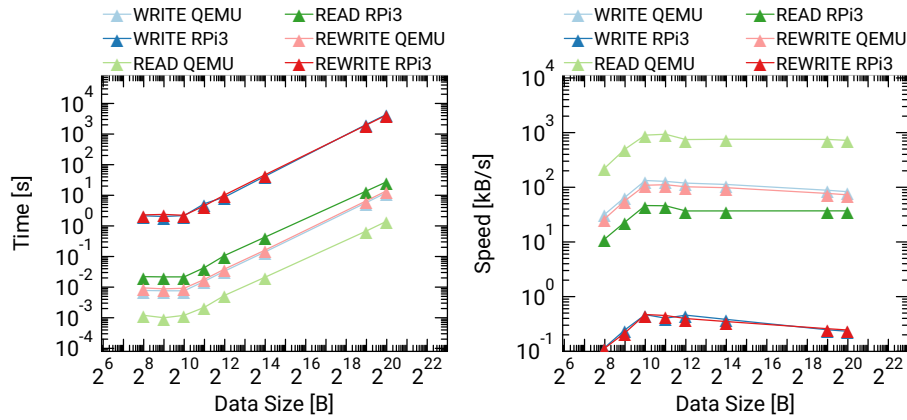 WRITE QEMU READ RPi3
WRITE RPi3 REWRITE QEMU
READ QEMU REWRITE RPi3
10^4
10^3
10^2
10^1
10^0
10^-1
10^-2
10^-3
10^-4
Time [s]
2^6 2^8 2^10 2^12 2^14 2^16 2^18 2^20 2^22
Data Size [B]
WRITE QEMU READ RPi3
WRITE RPi3 REWRITE QEMU
READ QEMU REWRITE RPi3
10^4
10^3
10^2
10^1
10^0
10^-1
Speed [kB/s]
2^6 2^8 2^10 2^12 2^14 2^16 2^18 2^20 2^22
Data Size [B]